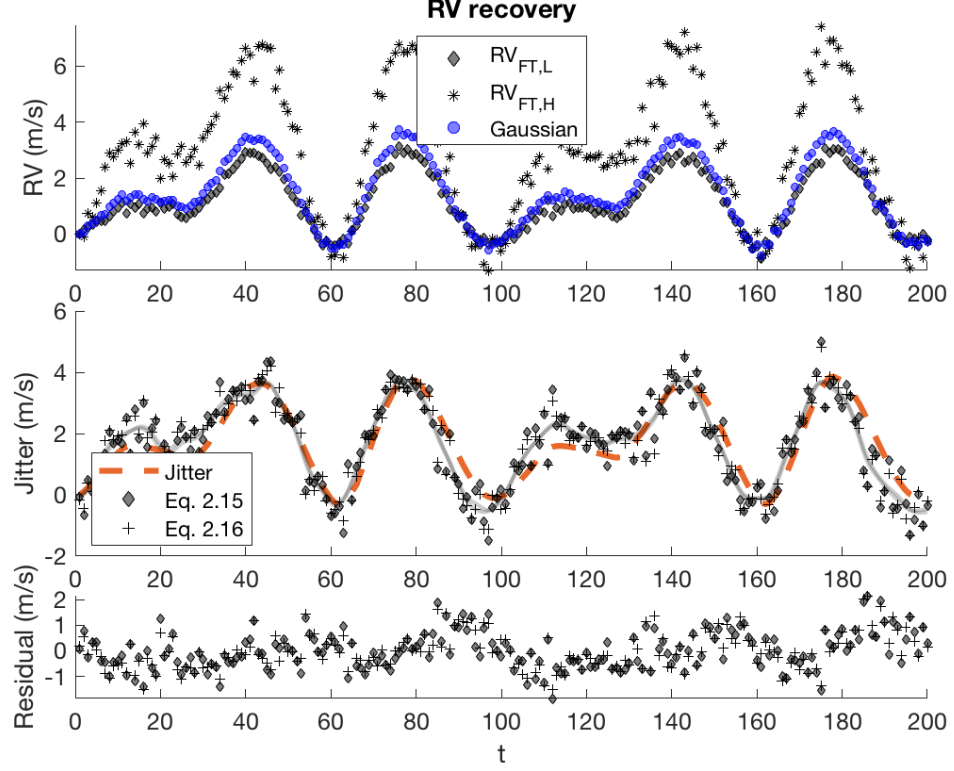 RV recovery
RV (m/s)
6
4
2
0
RV_FT,L
RV_FT,H
Gaussian
0 20 40 60 80 100 120 140 160 180 200
Jitter (m/s)
6
4
2
0
-2
Jitter
Eq. 2.15
Eq. 2.16
0 20 40 60 80 100 120 140 160 180 200
Residual (m/s)
2
1
0
-1
0 20 40 60 80 100 120 140 160 180 200
t